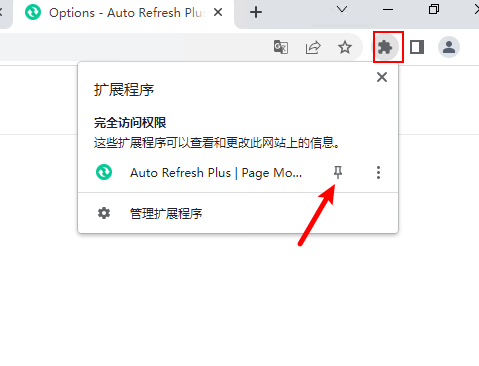 Options - Auto Refresh Plus
扩展程序
完全访问权限
这些扩展程序可以查看和更改此网站上的信息。
Auto Refresh Plus | Page Mo...
管理扩展程序